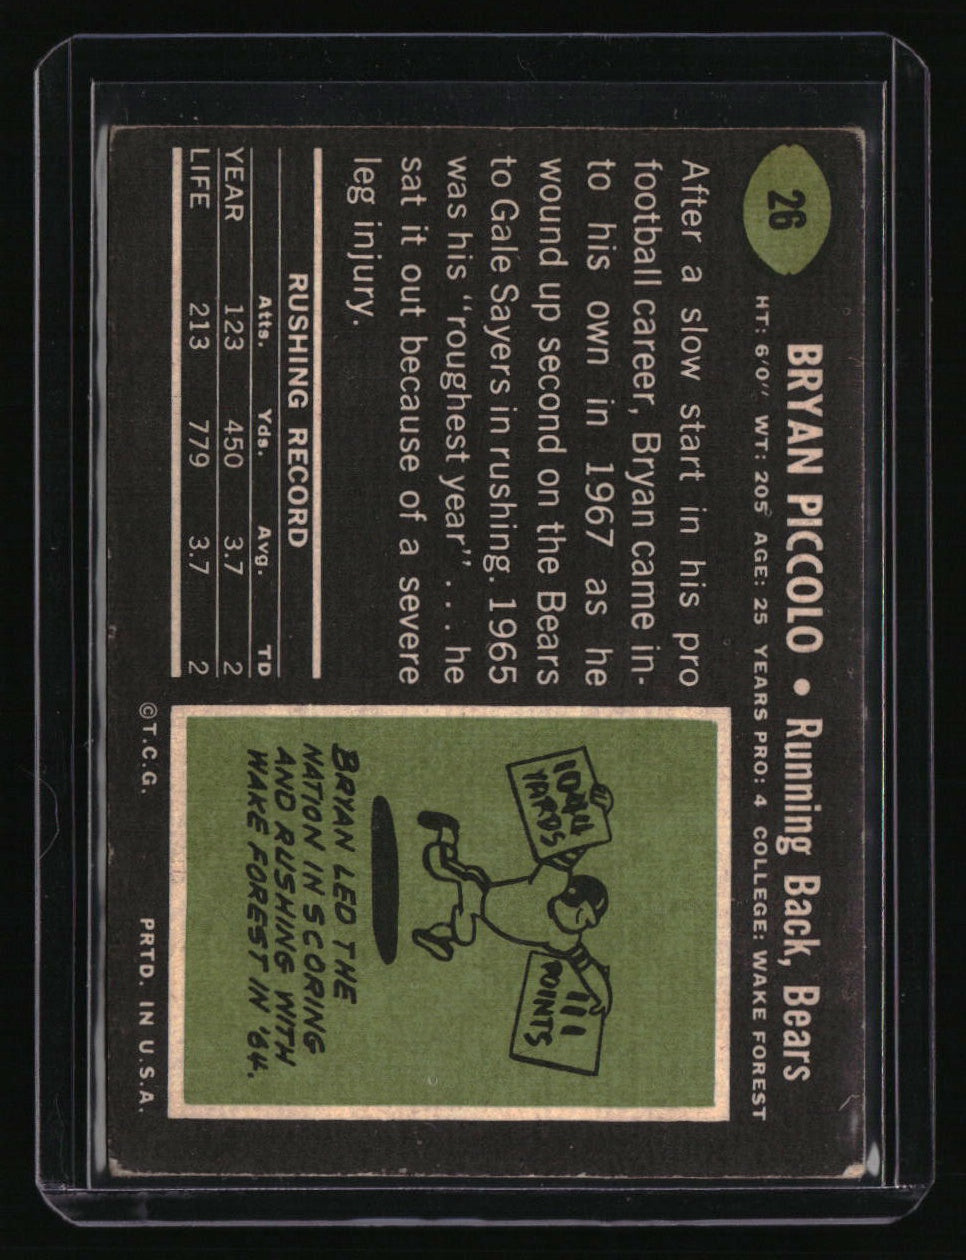 26
BRYAN PICCOLO • Running Back, Bears
HT: 6'0" WT: 205 AGE: 25 YEARS PRO: 4 COLLEGE: WAKE FOREST
After a slow start in his pro
football career, Bryan came in-
to his own in 1967 as he
wound up second on the Bears
to Gale Sayers in rushing. 1965
was his "roughest year" . . . he
sat it out because of a severe
leg injury.
RUSHING RECORD
Atts. Yds. Avg. TD
YEAR 123 450 3.7 2
LIFE 213 779 3.7 2
1044
YARDS
111
POINTS
BRYAN LED THE
NATION IN SCORING
AND RUSHING WITH
WAKE FOREST IN '64.
©T.C.G. PRTD. IN U.S.A.